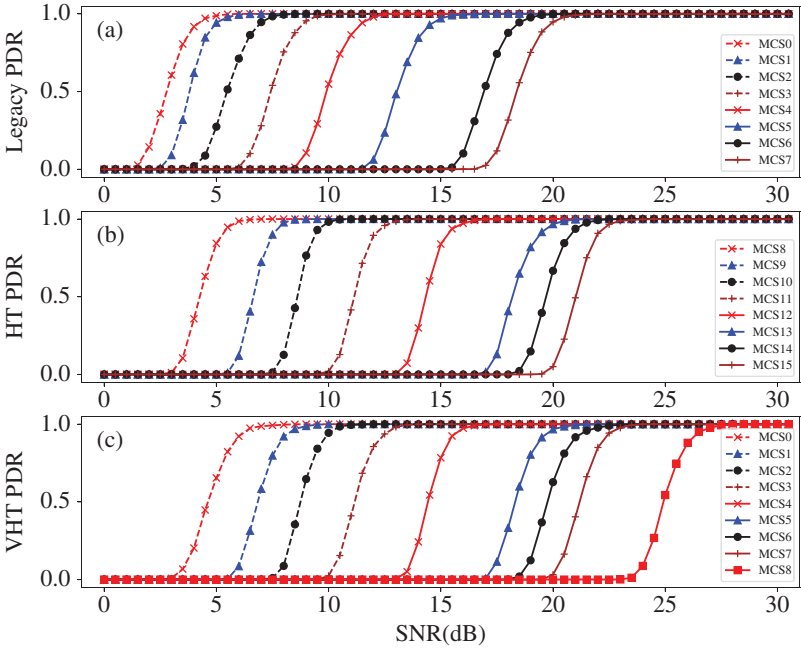 Legacy PDR
1.0
0.5
0.0
(a)
MCS0
MCS1
MCS2
MCS3
MCS4
MCS5
MCS6
MCS7
0 5 10 15 20 25 30
HT PDR
1.0
0.5
0.0
(b)
MCS8
MCS9
MCS10
MCS11
MCS12
MCS13
MCS14
MCS15
0 5 10 15 20 25 30
VHT PDR
1.0
0.5
0.0
(c)
MCS0
MCS1
MCS2
MCS3
MCS4
MCS5
MCS6
MCS7
MCS8
0 5 10 15 20 25 30
SNR(dB)